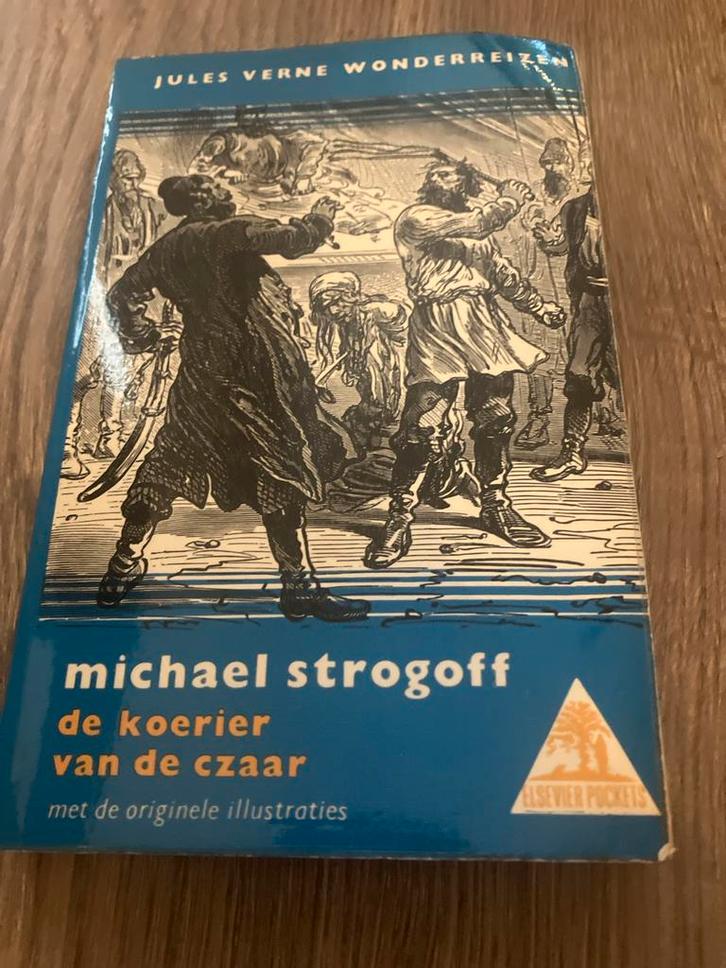 JULES VERNE WONDERREIZEN
michael strogoff
de koerier
van de czaar
met de originele illustraties
ELSEVIER POCKETS